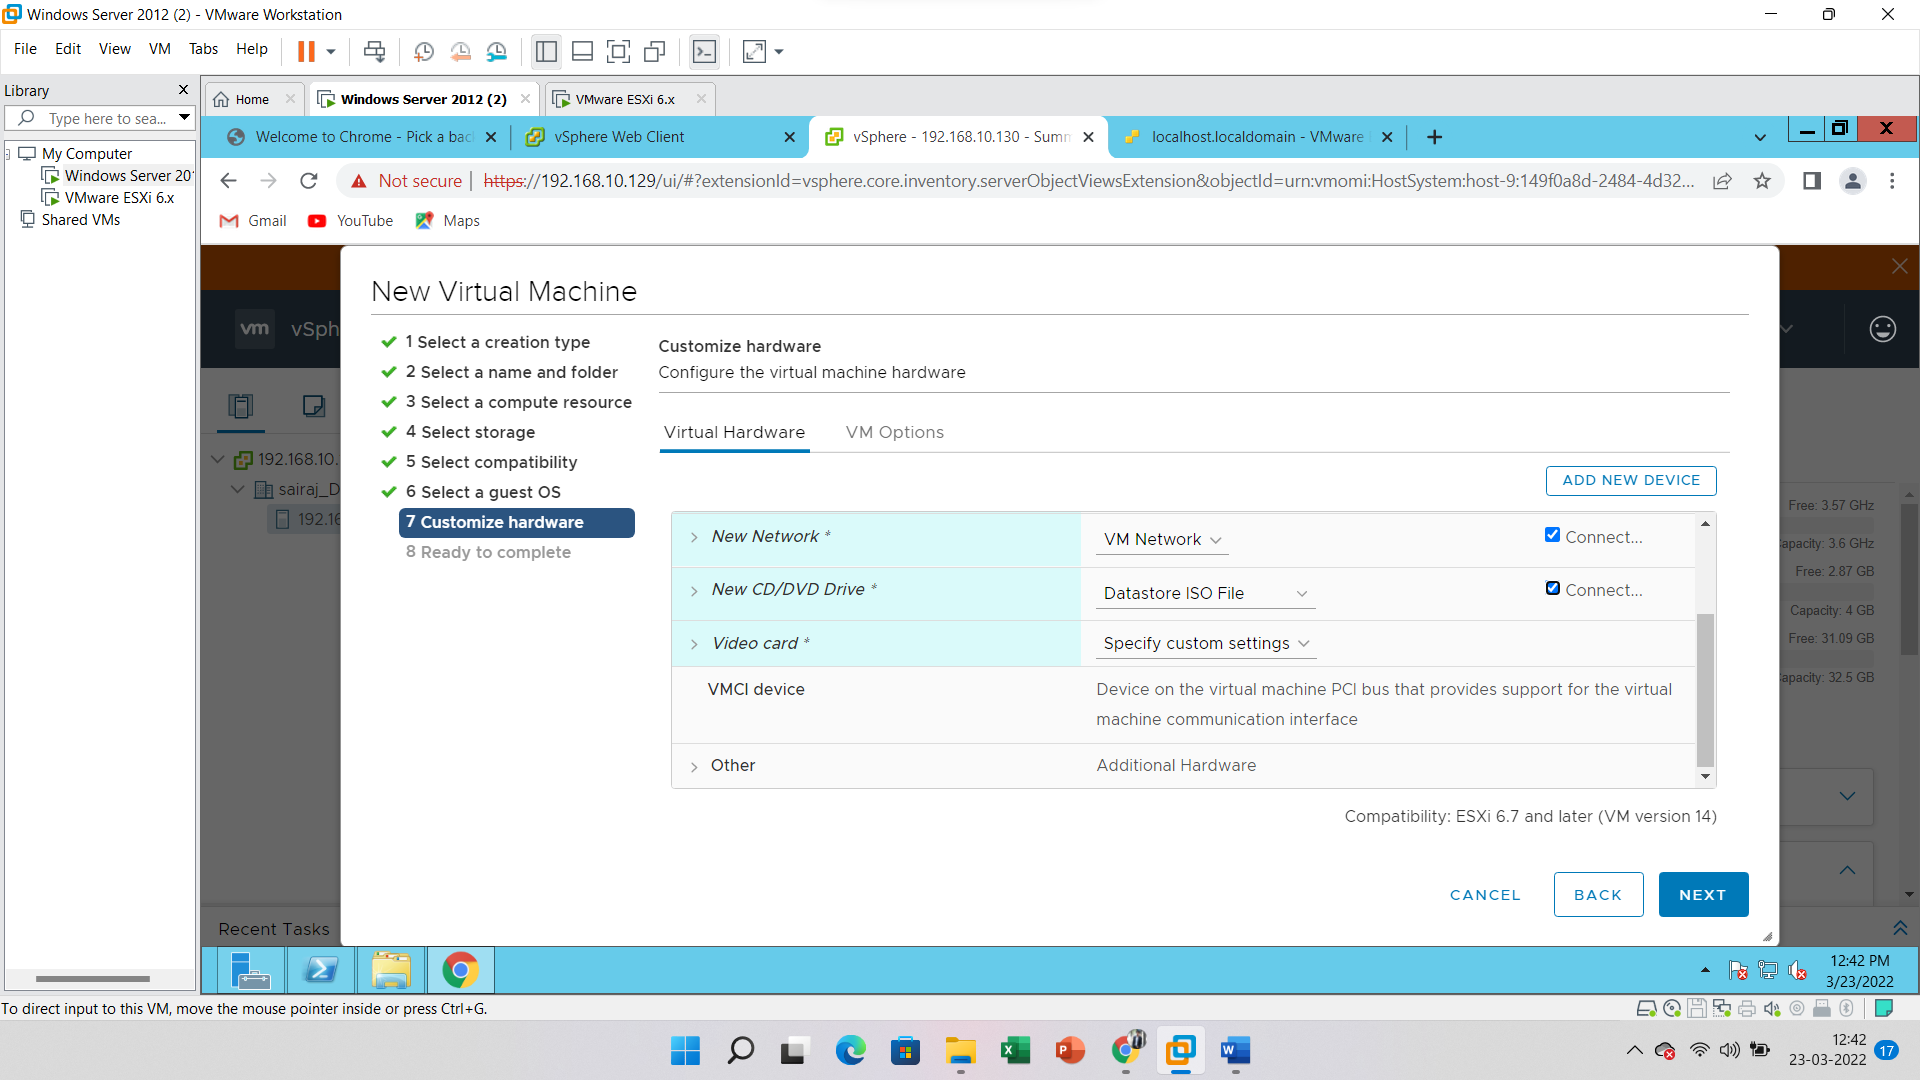 Windows Server 2012 (2) - VMware Workstation
File Edit View VM Tabs Help
Library
Type here to sea...
My Computer
Windows Server 20
VMware ESXi 6.x
Shared VMs
Home
Windows Server 2012 (2)
VMware ESXi 6.x
Welcome to Chrome - Pick a bac
vSphere Web Client
vSphere - 192.168.10.130 - Summ
localhost.localdomain - VMware
Not secure
https://192.168.10.129/ui/#?extensionId=vsphere.core.inventory.serverObjectViewsExtension&objectId=urn:vmomi:HostSystem:host-9:149f0a8d-2484-4d32...
Gmail YouTube Maps
vm vSph
192.168.10.
sairaj_D
192.16
New Virtual Machine
1 Select a creation type
2 Select a name and folder
3 Select a compute resource
4 Select storage
5 Select compatibility
6 Select a guest OS
7 Customize hardware
8 Ready to complete
Customize hardware
Configure the virtual machine hardware
Virtual Hardware VM Options
ADD NEW DEVICE
New Network * VM Network Connect...
New CD/DVD Drive * Datastore ISO File Connect...
Video card * Specify custom settings
VMCI device Device on the virtual machine PCI bus that provides support for the virtual
machine communication interface
Other Additional Hardware
Compatibility: ESXi 6.7 and later (VM version 14)
CANCEL BACK NEXT
Free: 3.57 GHz
apacity: 3.6 GHz
Free: 2.87 GB
Capacity: 4 GB
Free: 31.09 GB
apacity: 32.5 GB
Recent Tasks
12:42 PM
3/23/2022
To direct input to this VM, move the mouse pointer inside or press Ctrl+G.
12:42
23-03-2022
17